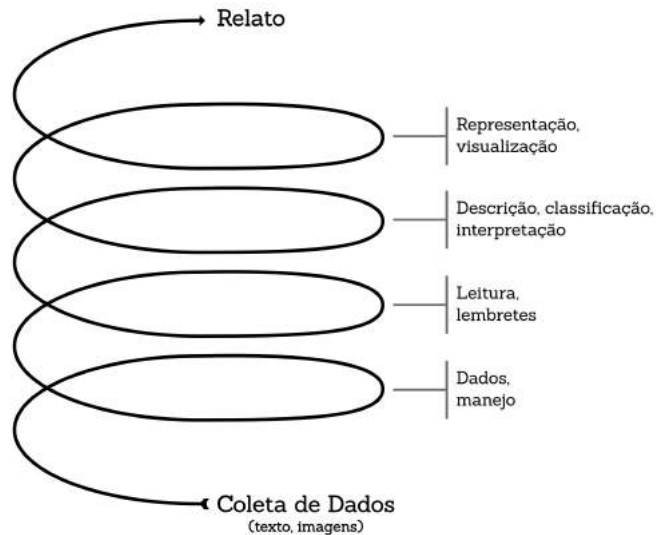 Relato
Representação,
visualização
Descrição, classificação,
interpretação
Leitura,
lembretes
Dados,
manejo
Coleta de Dados
(texto, imagens)